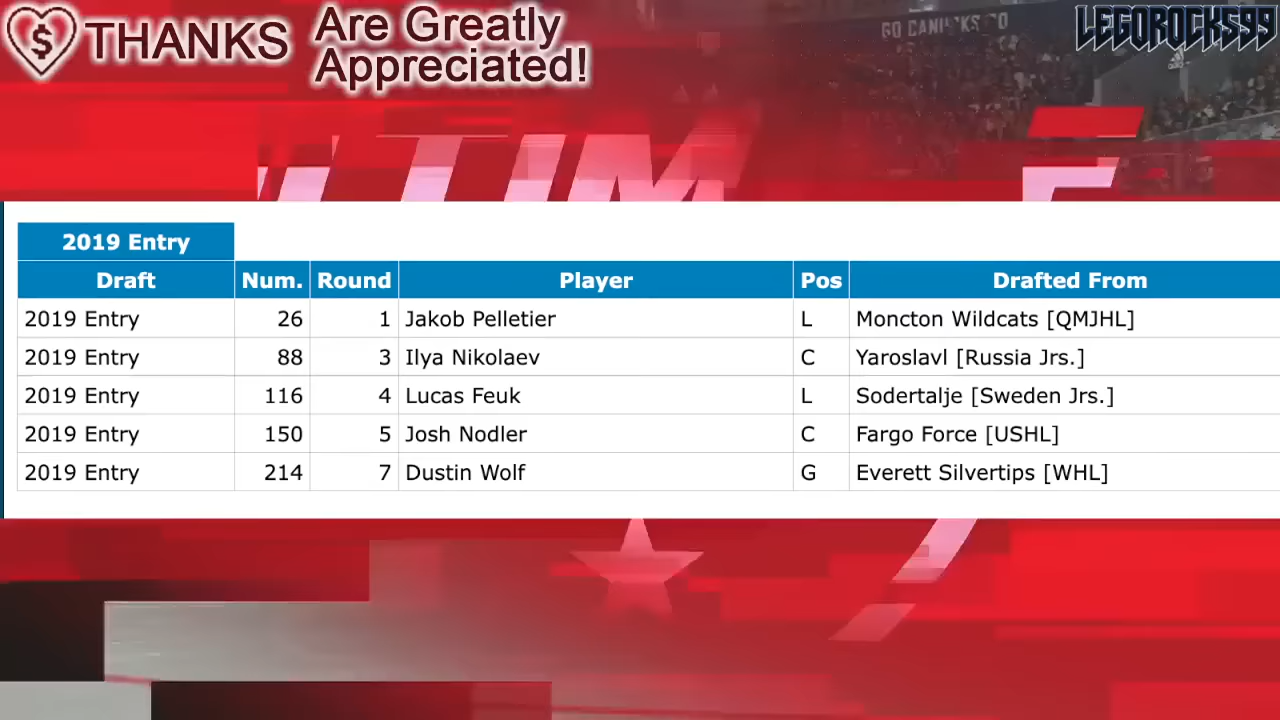 THANKS Are Greatly
Appreciated!
LEGOROCKS99
2019 Entry
Draft Num. Round Player Pos Drafted From
2019 Entry 26 1 Jakob Pelletier L Moncton Wildcats [QMJHL]
2019 Entry 88 3 Ilya Nikolaev C Yaroslavl [Russia Jrs.]
2019 Entry 116 4 Lucas Feuk L Sodertalje [Sweden Jrs.]
2019 Entry 150 5 Josh Nodler C Fargo Force [USHL]
2019 Entry 214 7 Dustin Wolf G Everett Silvertips [WHL]